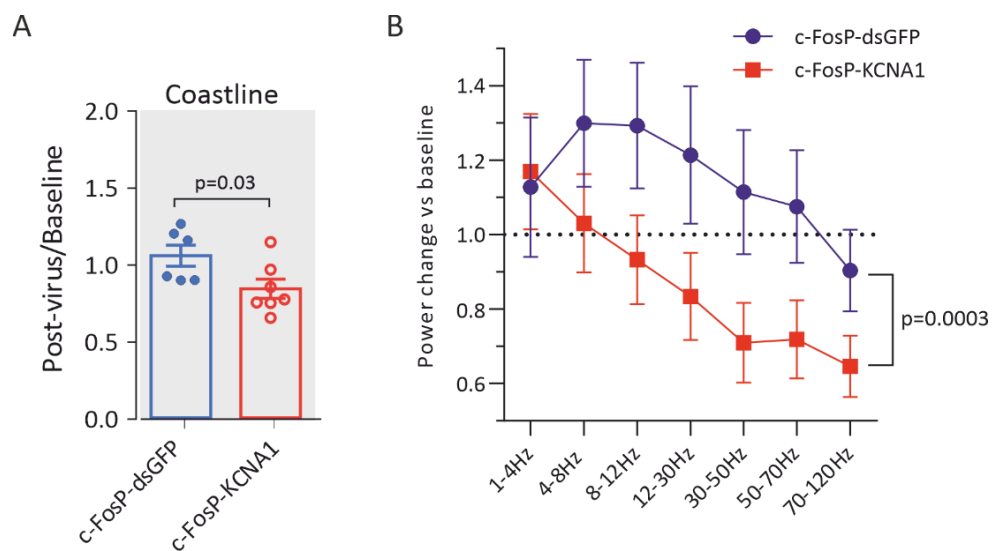 A
Coastline
Post-virus/Baseline
2.0
1.5
1.0
0.5
0.0
p=0.03
c-FosP-dsGFP
c-FosP-KCNA1
B
c-FosP-dsGFP
c-FosP-KCNA1
Power change vs baseline
1.4
1.2
1.0
0.8
0.6
p=0.0003
1-4Hz
4-8Hz
8-12Hz
12-30Hz
30-50Hz
50-70Hz
70-120Hz